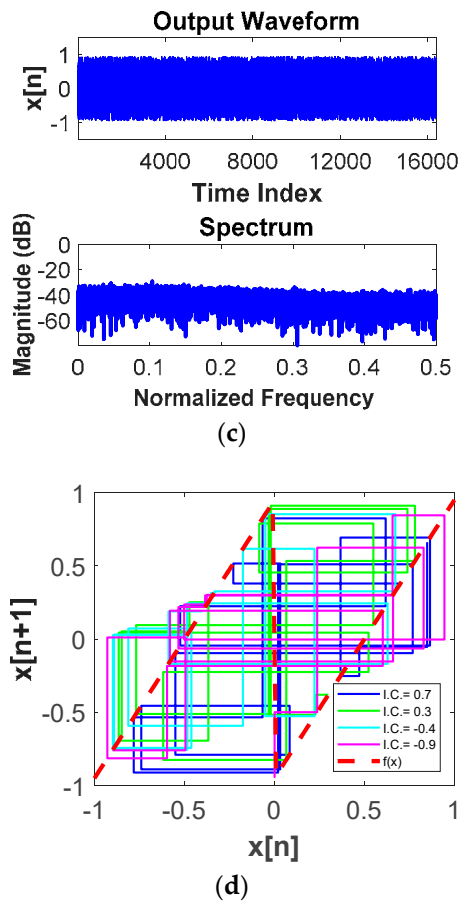 Output Waveform
x[n]
1
0
-1
4000 8000 12000 16000
Time Index
Spectrum
Magnitude (dB)
0
-20
-40
-60
0 0.1 0.2 0.3 0.4 0.5
Normalized Frequency
(c)
x[n+1]
1
0.5
0
-0.5
-1
I.C.= 0.7
I.C.= 0.3
I.C.= -0.4
I.C.= -0.9
f(x)
-1 -0.5 0 0.5 1
x[n]
(d)